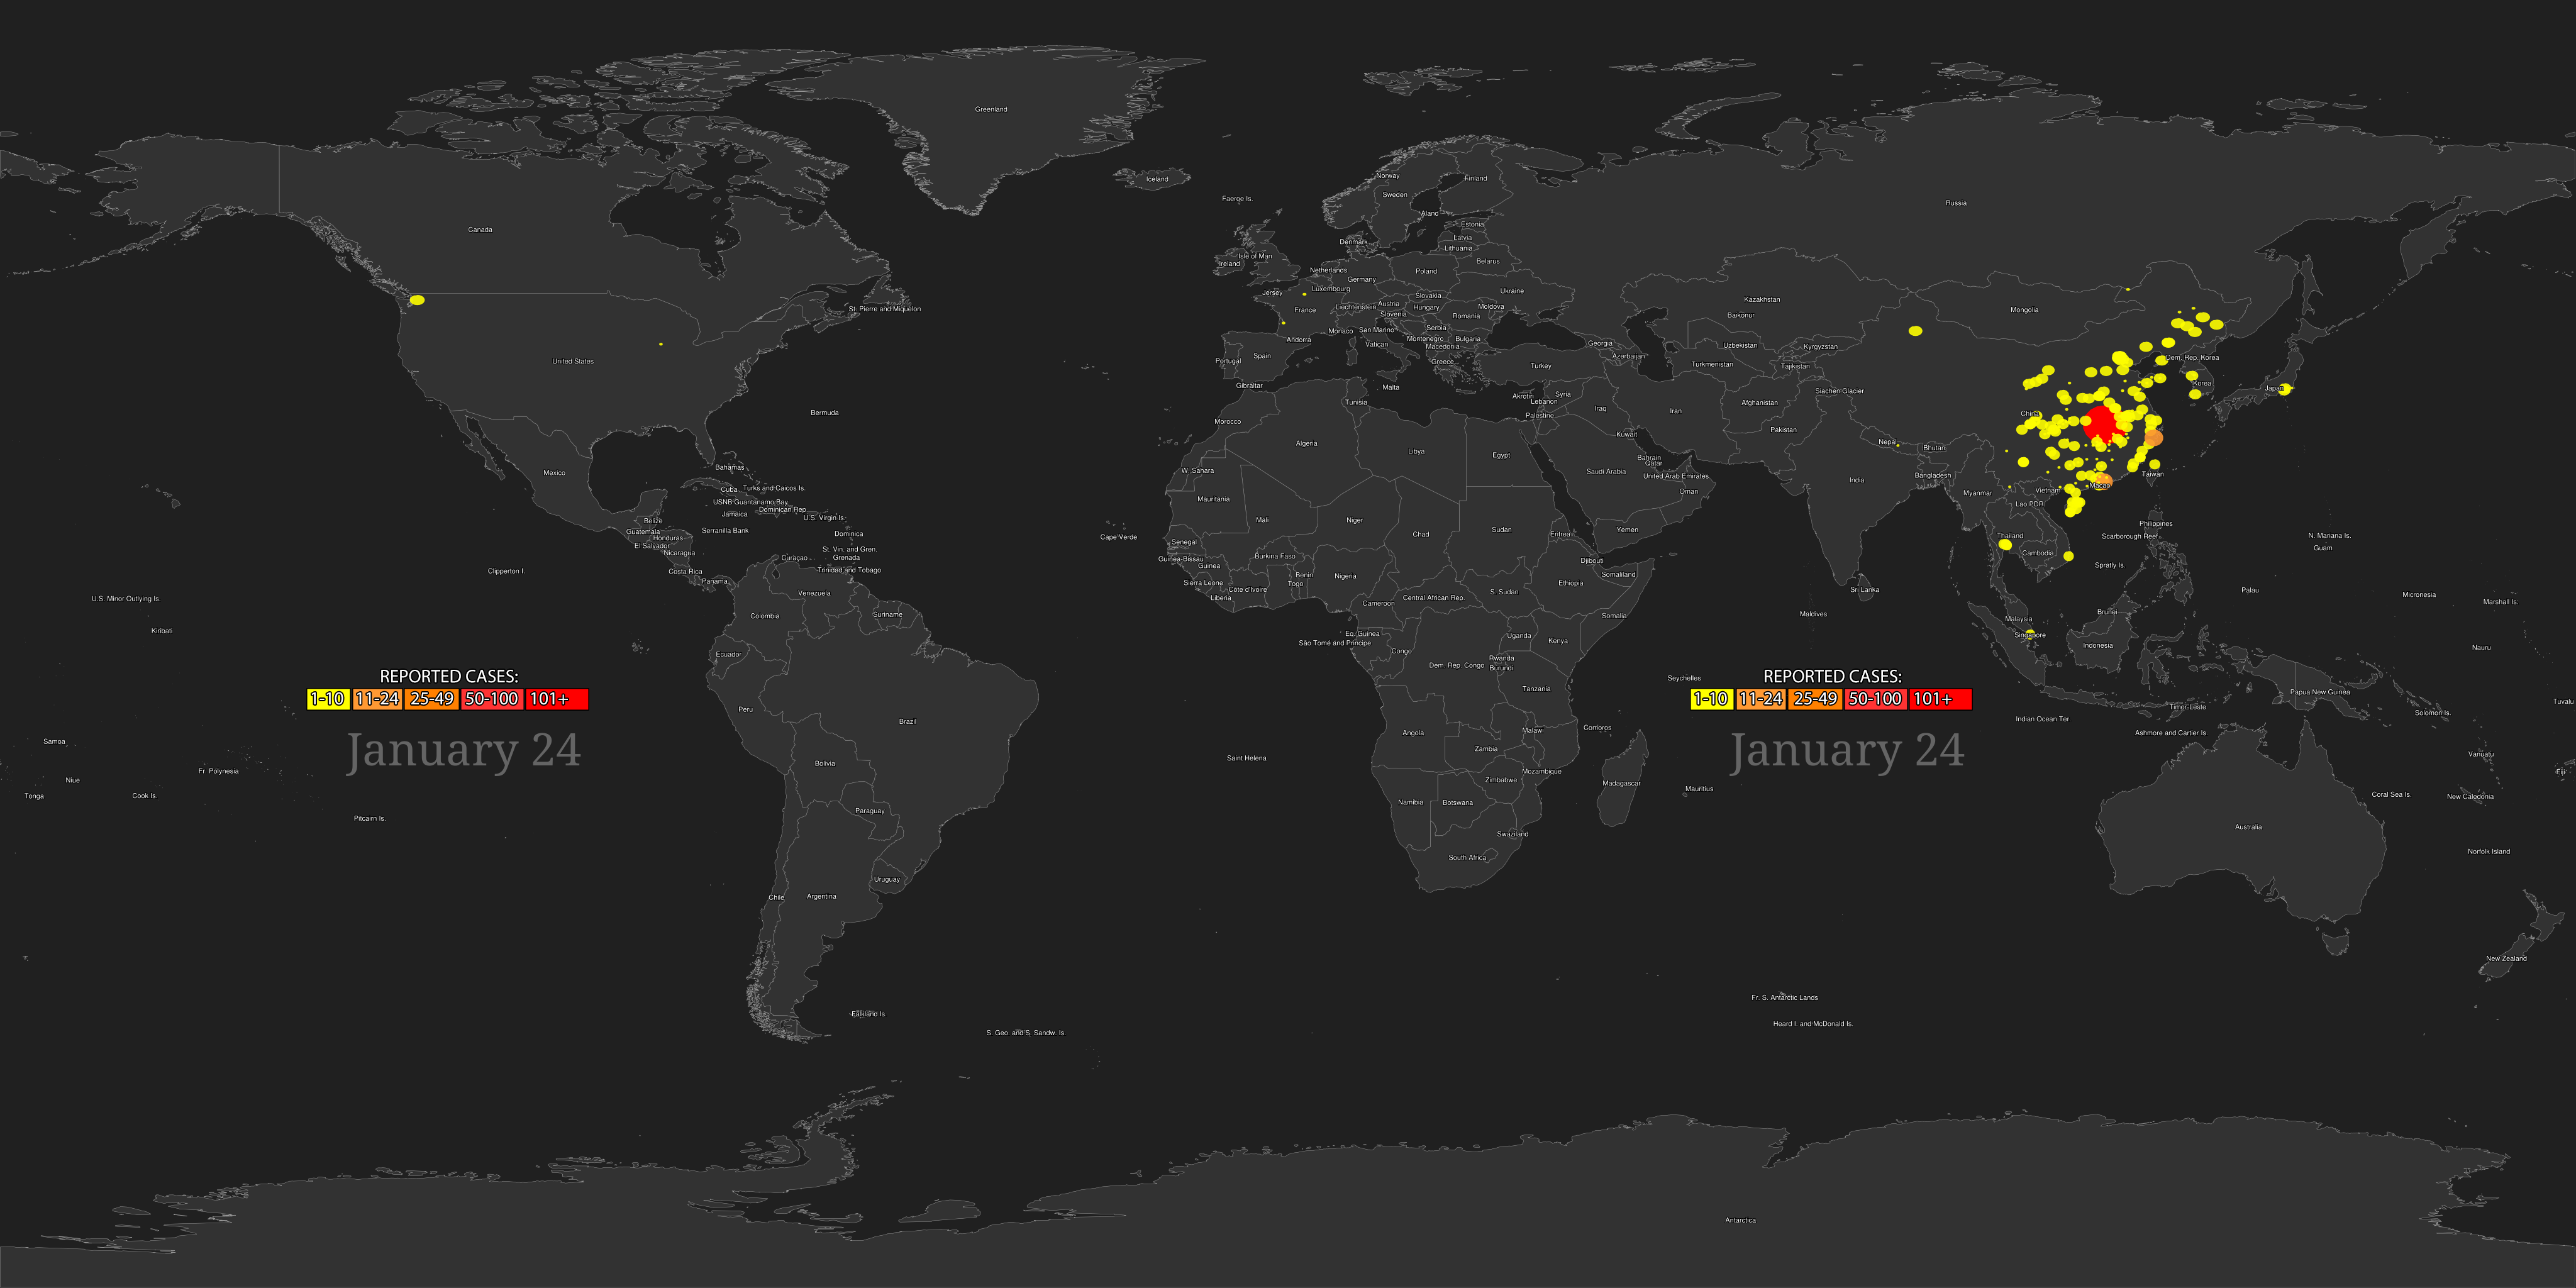 Greenland
Iceland
Norway
Finland
Sweden
Faeroe Is.
Russia
Aland
Estonia
Canada
Latvia
Denmark
Lithuania
Isle of Man
Ireland
Belarus
Netherlands
Poland
Germany
Luxembourg
Jersey
Ukraine
Slovakia
Kazakhstan
Liechtenstein
Austria
Hungary
Moldova
St. Pierre and Miquelon
France
Mongolia
Slovenia
Romania
Baikonur
Monaco
San Marino
Serbia
Andorra
Montenegro
Bulgaria
Vatican
Macedonia
Georgia
Uzbekistan
Kyrgyzstan
Azerbaijan
Dem. Rep. Korea
United States
Portugal
Spain
Greece
Turkey
Turkmenistan
Tajikistan
Gibraltar
Malta
Korea
Japan
Siachen Glacier
Akrotiri
Syria
Lebanon
Tunisia
Afghanistan
Bermuda
Palestine
Iraq
Iran
China
Morocco
Kuwait
Pakistan
Algeria
Libya
Egypt
Nepal
Bhutan
Bahrain
Qatar
Bahamas
W. Sahara
Saudi Arabia
United Arab Emirates
Mexico
Bangladesh
Taiwan
India
Macao
Cuba
Turks and Caicos Is.
Oman
Vietnam
Myanmar
USNB Guantanamo Bay
Mauritania
Lao PDR
Dominican Rep.
Jamaica
U.S. Virgin Is.
Belize
Mali
Niger
Philippines
Serranilla Bank
Guatemala
Sudan
Yemen
Dominica
Chad
Eritrea
Thailand
Scarborough Reef
N. Mariana Is.
Honduras
Cape Verde
El Salvador
Senegal
Guam
St. Vin. and Gren.
Nicaragua
Cambodia
Burkina Faso
Grenada
Curaçao
Guinea-Bissau
Djibouti
Guinea
Spratly Is.
Clipperton I.
Costa Rica
Trinidad and Tobago
Benin
Nigeria
Somaliland
Panama
Sierra Leone
Togo
Ethiopia
Côte d'Ivoire
Sri Lanka
Palau
Venezuela
S. Sudan
Micronesia
U.S. Minor Outlying Is.
Liberia
Central African Rep.
Marshall Is.
Cameroon
Brunei
Maldives
Suriname
Colombia
Somalia
Malaysia
Kiribati
Eq. Guinea
Singapore
Uganda
São Tomé and Principe
Kenya
Indonesia
Nauru
Congo
Ecuador
Rwanda
Dem. Rep. Congo
Burundi
Seychelles
REPORTED CASES:
1-10 11-24 25-49 50-100 101+
January 24
REPORTED CASES:
1-10 11-24 25-49 50-100 101+
January 24
Tanzania
Papua New Guinea
Tuvalu
Timor-Leste
Peru
Solomon Is.
Indian Ocean Ter.
Brazil
Comoros
Malawi
Angola
Ashmore and Cartier Is.
Samoa
Zambia
Vanuatu
Saint Helena
Bolivia
Fr. Polynesia
Mozambique
Fiji
Niue
Zimbabwe
Madagascar
Mauritius
Tonga
Cook Is.
Coral Sea Is.
New Caledonia
Namibia
Botswana
Paraguay
Pitcairn Is.
Australia
Swaziland
Norfolk Island
South Africa
Uruguay
Chile
Argentina
New Zealand
Fr. S. Antarctic Lands
Falkland Is.
Heard I. and McDonald Is.
S. Geo. and S. Sandw. Is.
Antarctica